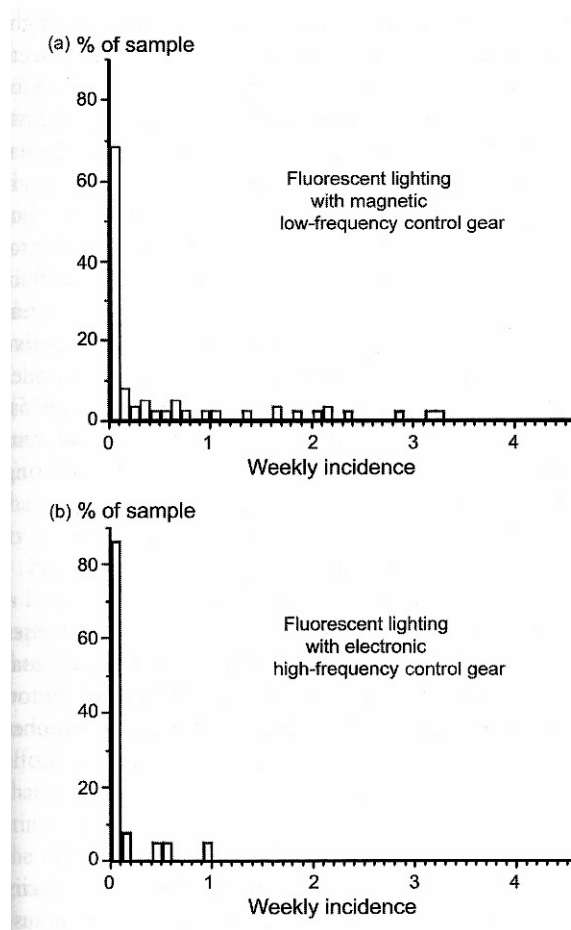 (a) % of sample
80
60
40
20
0
Fluorescent lighting
with magnetic
low-frequency control gear
0 1 2 3 4
Weekly incidence
(b) % of sample
80
60
40
20
0
Fluorescent lighting
with electronic
high-frequency control gear
0 1 2 3 4
Weekly incidence